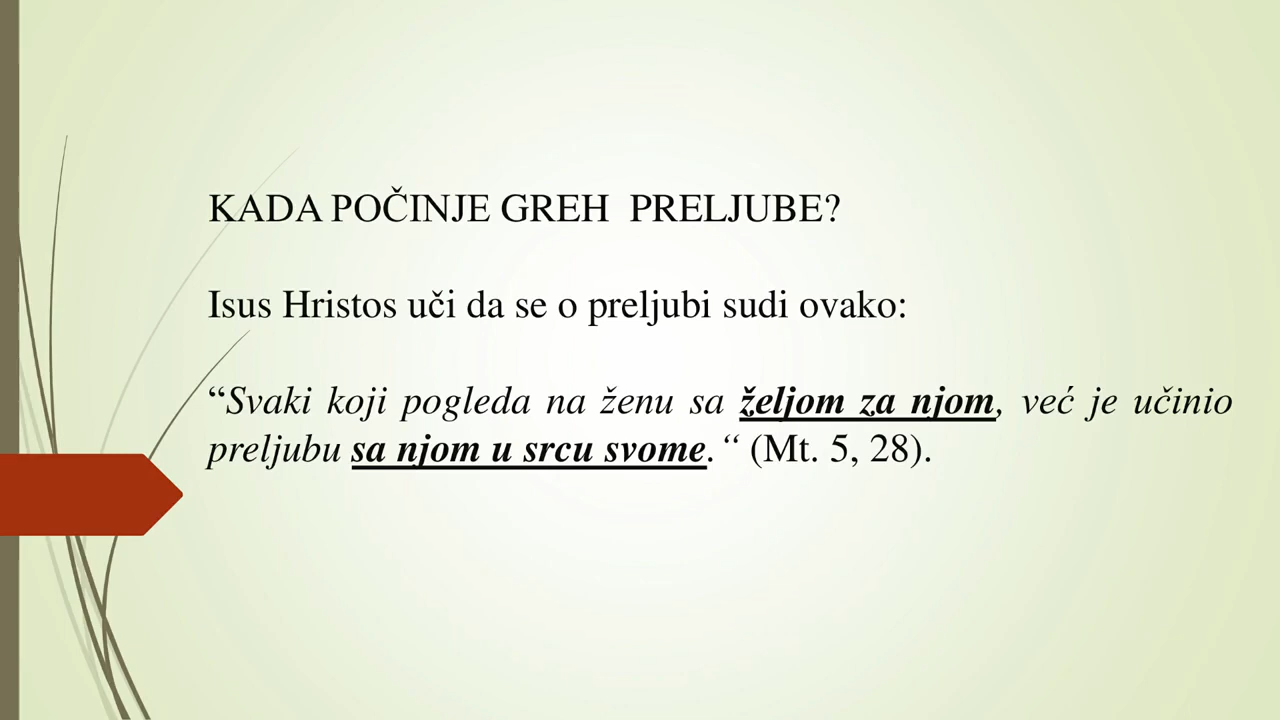 KADA POČINJE GREH  PRELJUBE?
Isus Hristos uči da se o preljubi sudi ovako:
“Svaki koji pogleda na ženu sa željom za njom, već je učinio
preljubu sa njom u srcu svome.“ (Mt. 5, 28).